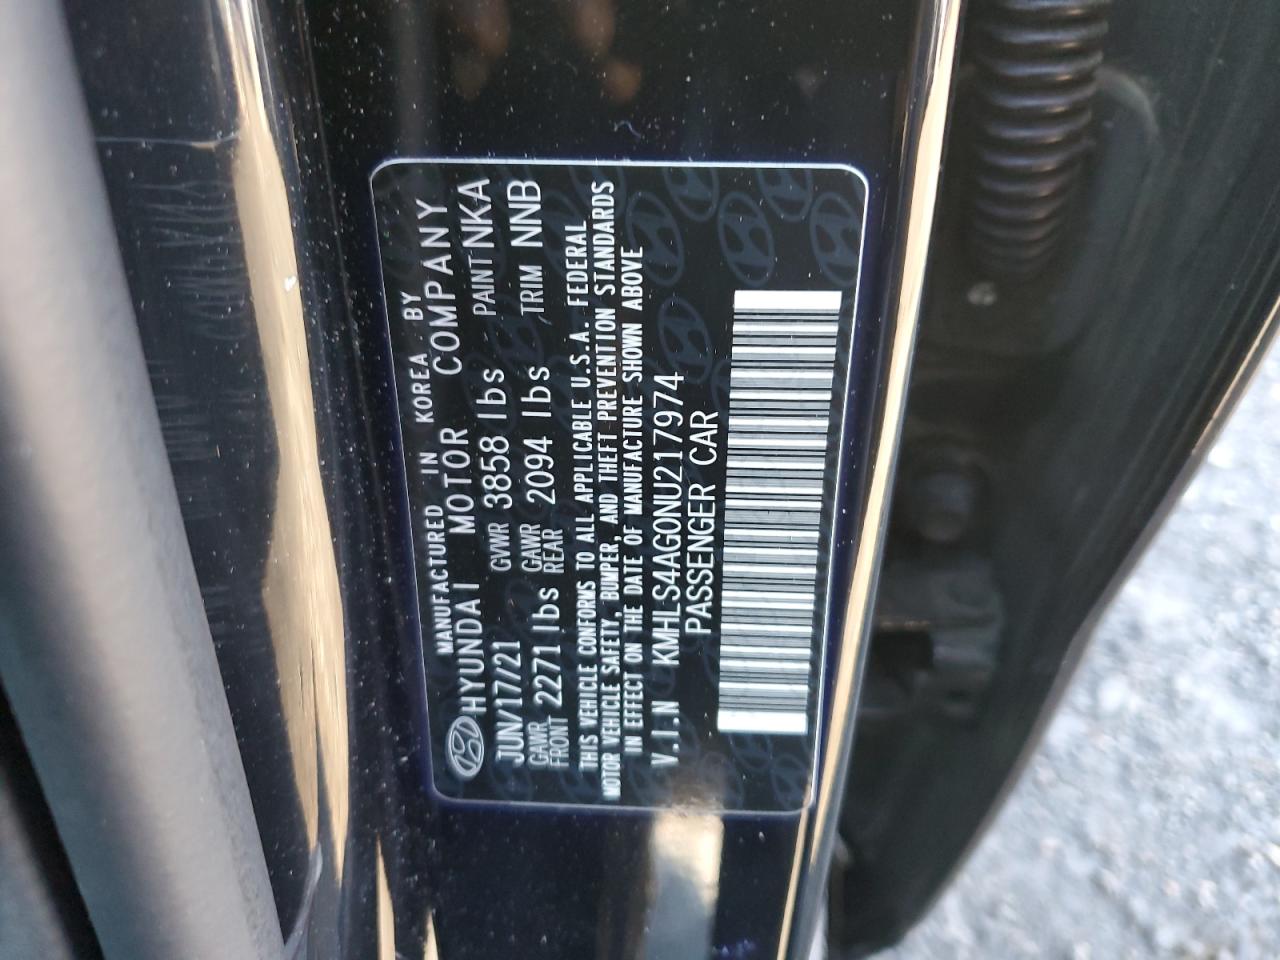 MANUFACTURED IN KOREA BY
HYUNDAI MOTOR COMPANY
JUN/17/21 GVWR 3858 lbs PAINT NKA
GAWR FRONT 2271 lbs GAWR REAR 2094 lbs TRIM NNB
THIS VEHICLE CONFORMS TO ALL APPLICABLE U.S.A. FEDERAL
MOTOR VEHICLE SAFETY, BUMPER, AND THEFT PREVENTION STANDARDS
IN EFFECT ON THE DATE OF MANUFACTURE SHOWN ABOVE
V.I.N KMHLS4AG0NU217974
PASSENGER CAR